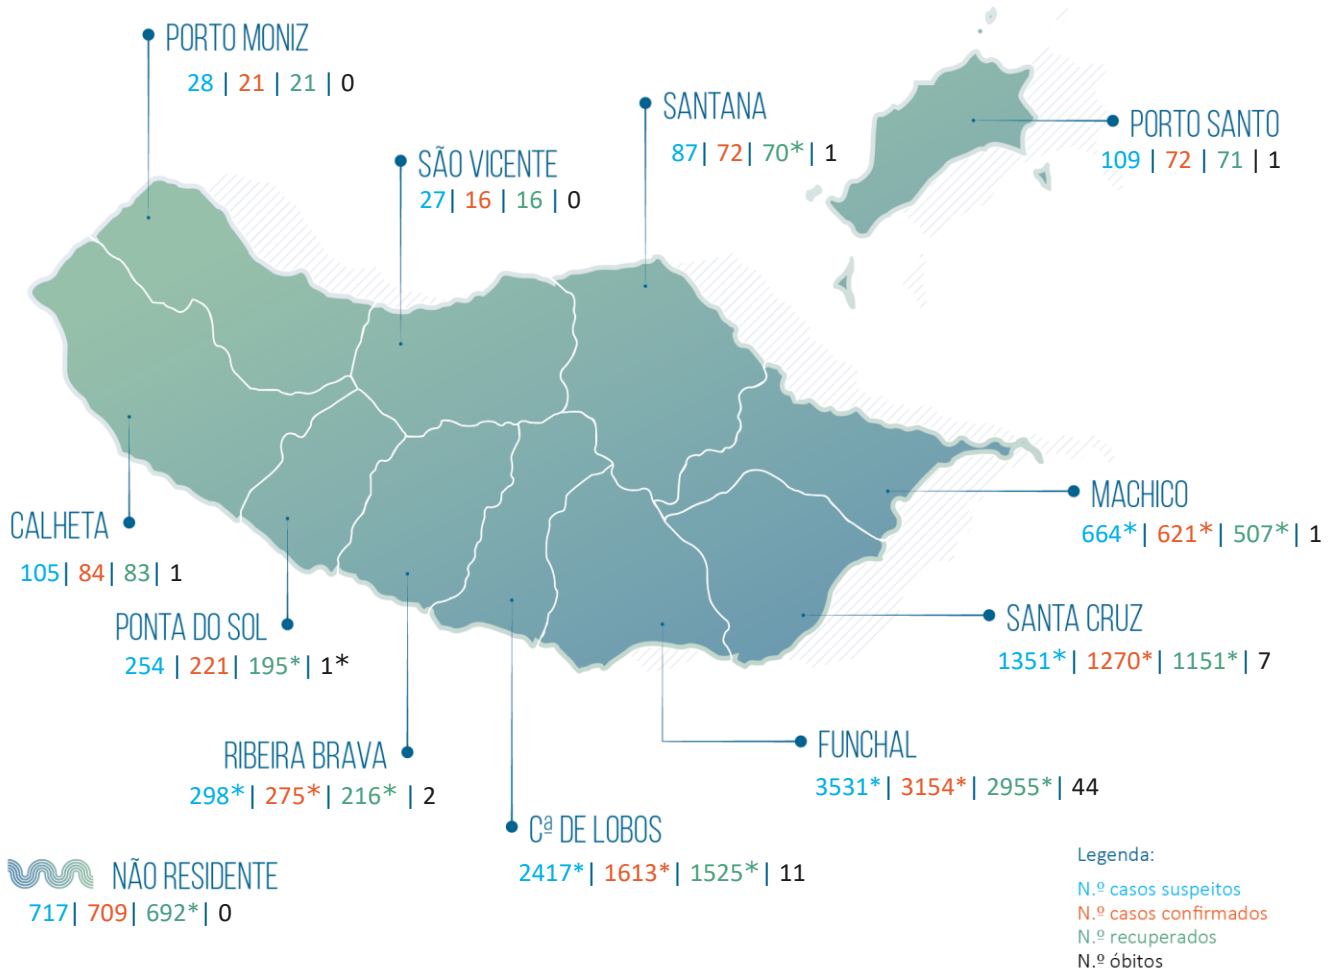 PORTO MONIZ
28 | 21 | 21 | 0
SANTANA
87| 72| 70*| 1
PORTO SANTO
109 | 72 | 71 | 1
SÃO VICENTE
27| 16 | 16 | 0
MACHICO
664*| 621*| 507*| 1
CALHETA
105| 84| 83| 1
PONTA DO SOL
254 | 221| 195*| 1*
SANTA CRUZ
1351*| 1270*| 1151*| 7
RIBEIRA BRAVA
298*| 275*| 216* | 2
FUNCHAL
3531*| 3154*| 2955*| 44
Cª DE LOBOS
2417*| 1613*| 1525*| 11
NÃO RESIDENTE
717| 709| 692*| 0
Legenda:
N.º casos suspeitos
N.º casos confirmados
N.º recuperados
N.º óbitos